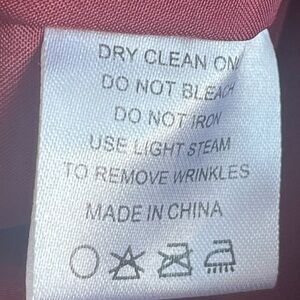 DRY CLEAN ON
DO NOT BLEACH
DO NOT IRON
USE LIGHT STEAM
TO REMOVE WRINKLES
MADE IN CHINA